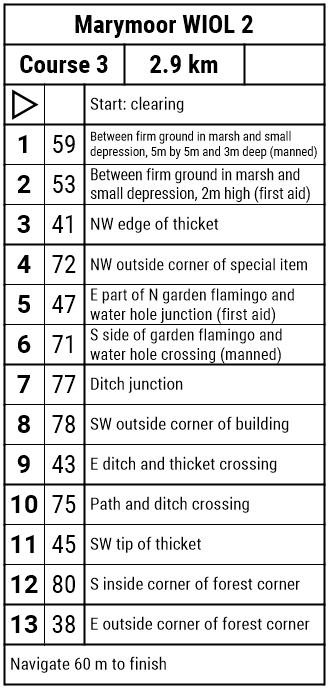 Marymoor WIOL 2
Course 3 2.9 km
Start: clearing
1 59 Between firm ground in marsh and small
depression, 5m by 5m and 3m deep (manned)
2 53 Between firm ground in marsh and
small depression, 2m high (first aid)
3 41 NW edge of thicket
4 72 NW outside corner of special item
5 47 E part of N garden flamingo and
water hole junction (first aid)
6 71 S side of garden flamingo and
water hole crossing (manned)
7 77 Ditch junction
8 78 SW outside corner of building
9 43 E ditch and thicket crossing
10 75 Path and ditch crossing
11 45 SW tip of thicket
12 80 S inside corner of forest corner
13 38 E outside corner of forest corner
Navigate 60 m to finish